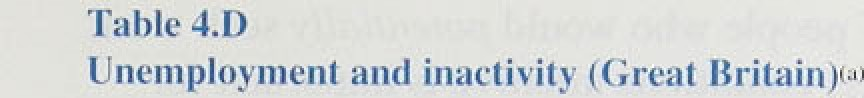 Table 4.D
Unemployment and inactivity (Great Britain)(a)